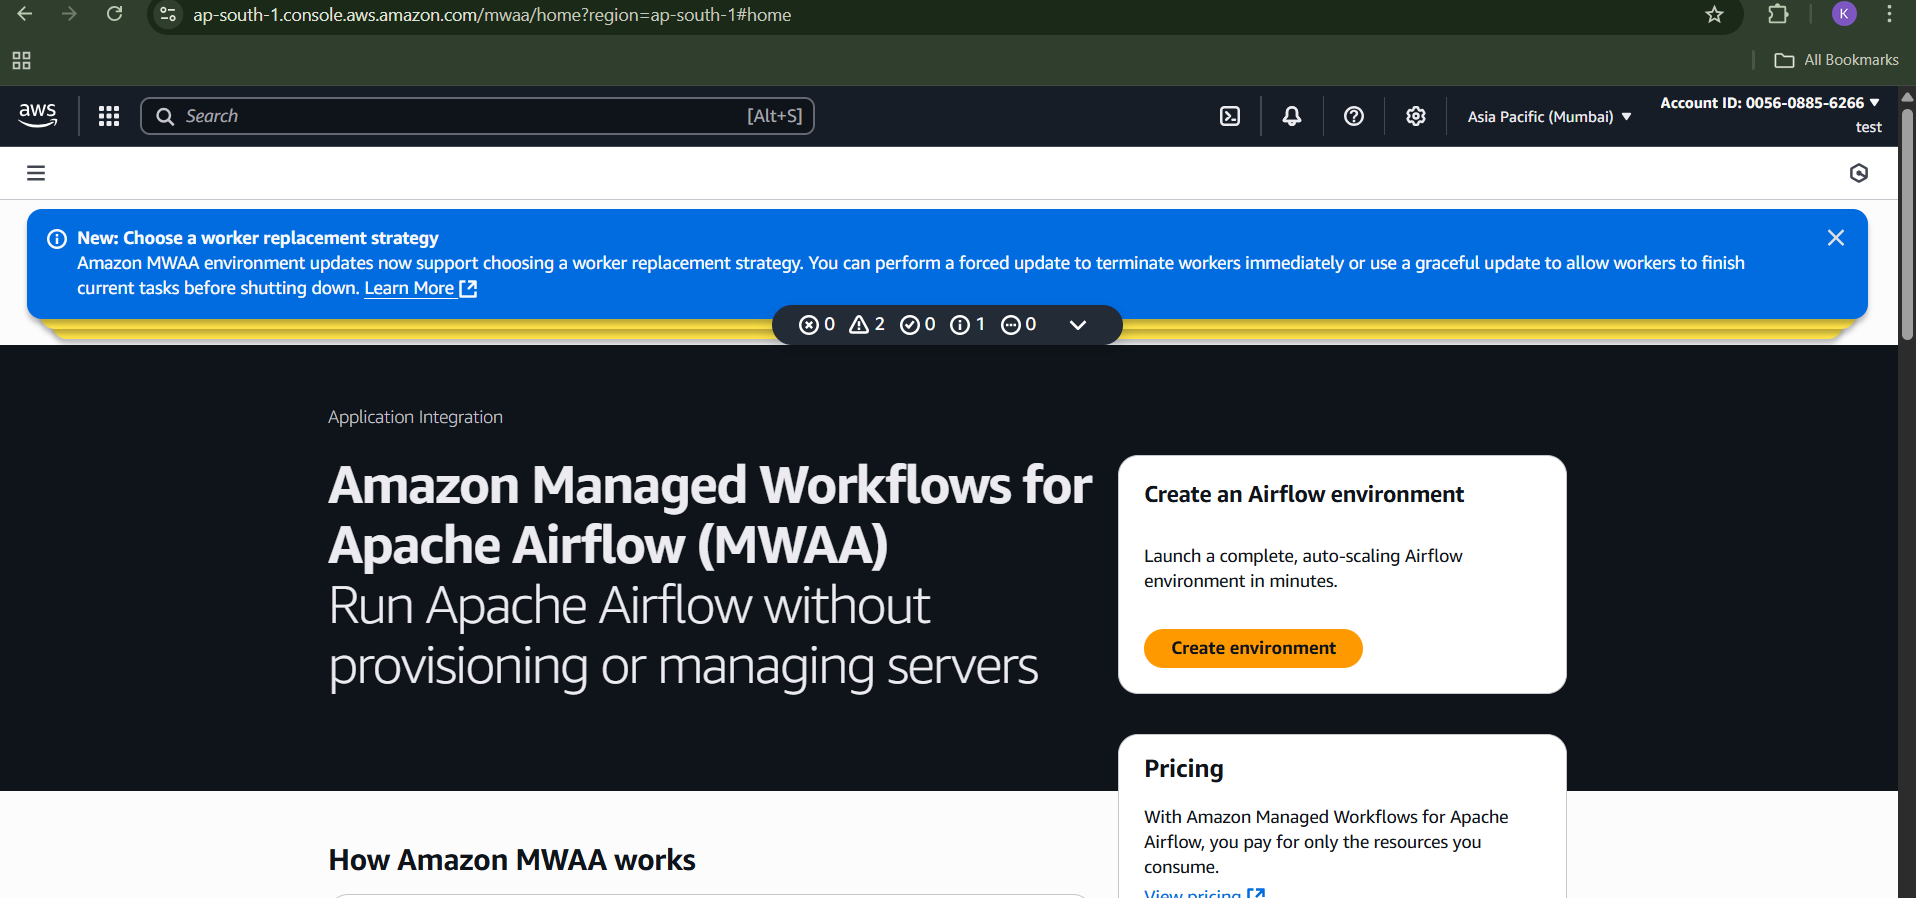 ap-south-1.console.aws.amazon.com/mwaa/home?region=ap-south-1#home
K
All Bookmarks
aws
Search
[Alt+S]
Asia Pacific (Mumbai)
Account ID: 0056-0885-6266
test
New: Choose a worker replacement strategy
Amazon MWAA environment updates now support choosing a worker replacement strategy. You can perform a forced update to terminate workers immediately or use a graceful update to allow workers to finish
current tasks before shutting down. Learn More
0 2 0 1 0
Application Integration
Amazon Managed Workflows for
Apache Airflow (MWAA)
Run Apache Airflow without
provisioning or managing servers
Create an Airflow environment
Launch a complete, auto-scaling Airflow
environment in minutes.
Create environment
Pricing
With Amazon Managed Workflows for Apache
Airflow, you pay for only the resources you
consume.
View pricing
How Amazon MWAA works